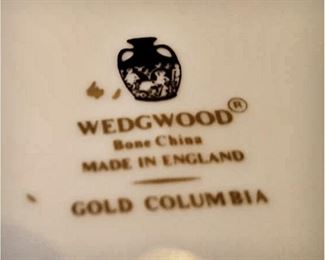 WEDGWOOD®
Bone China
MADE IN ENGLAND
GOLD COLUMBIA